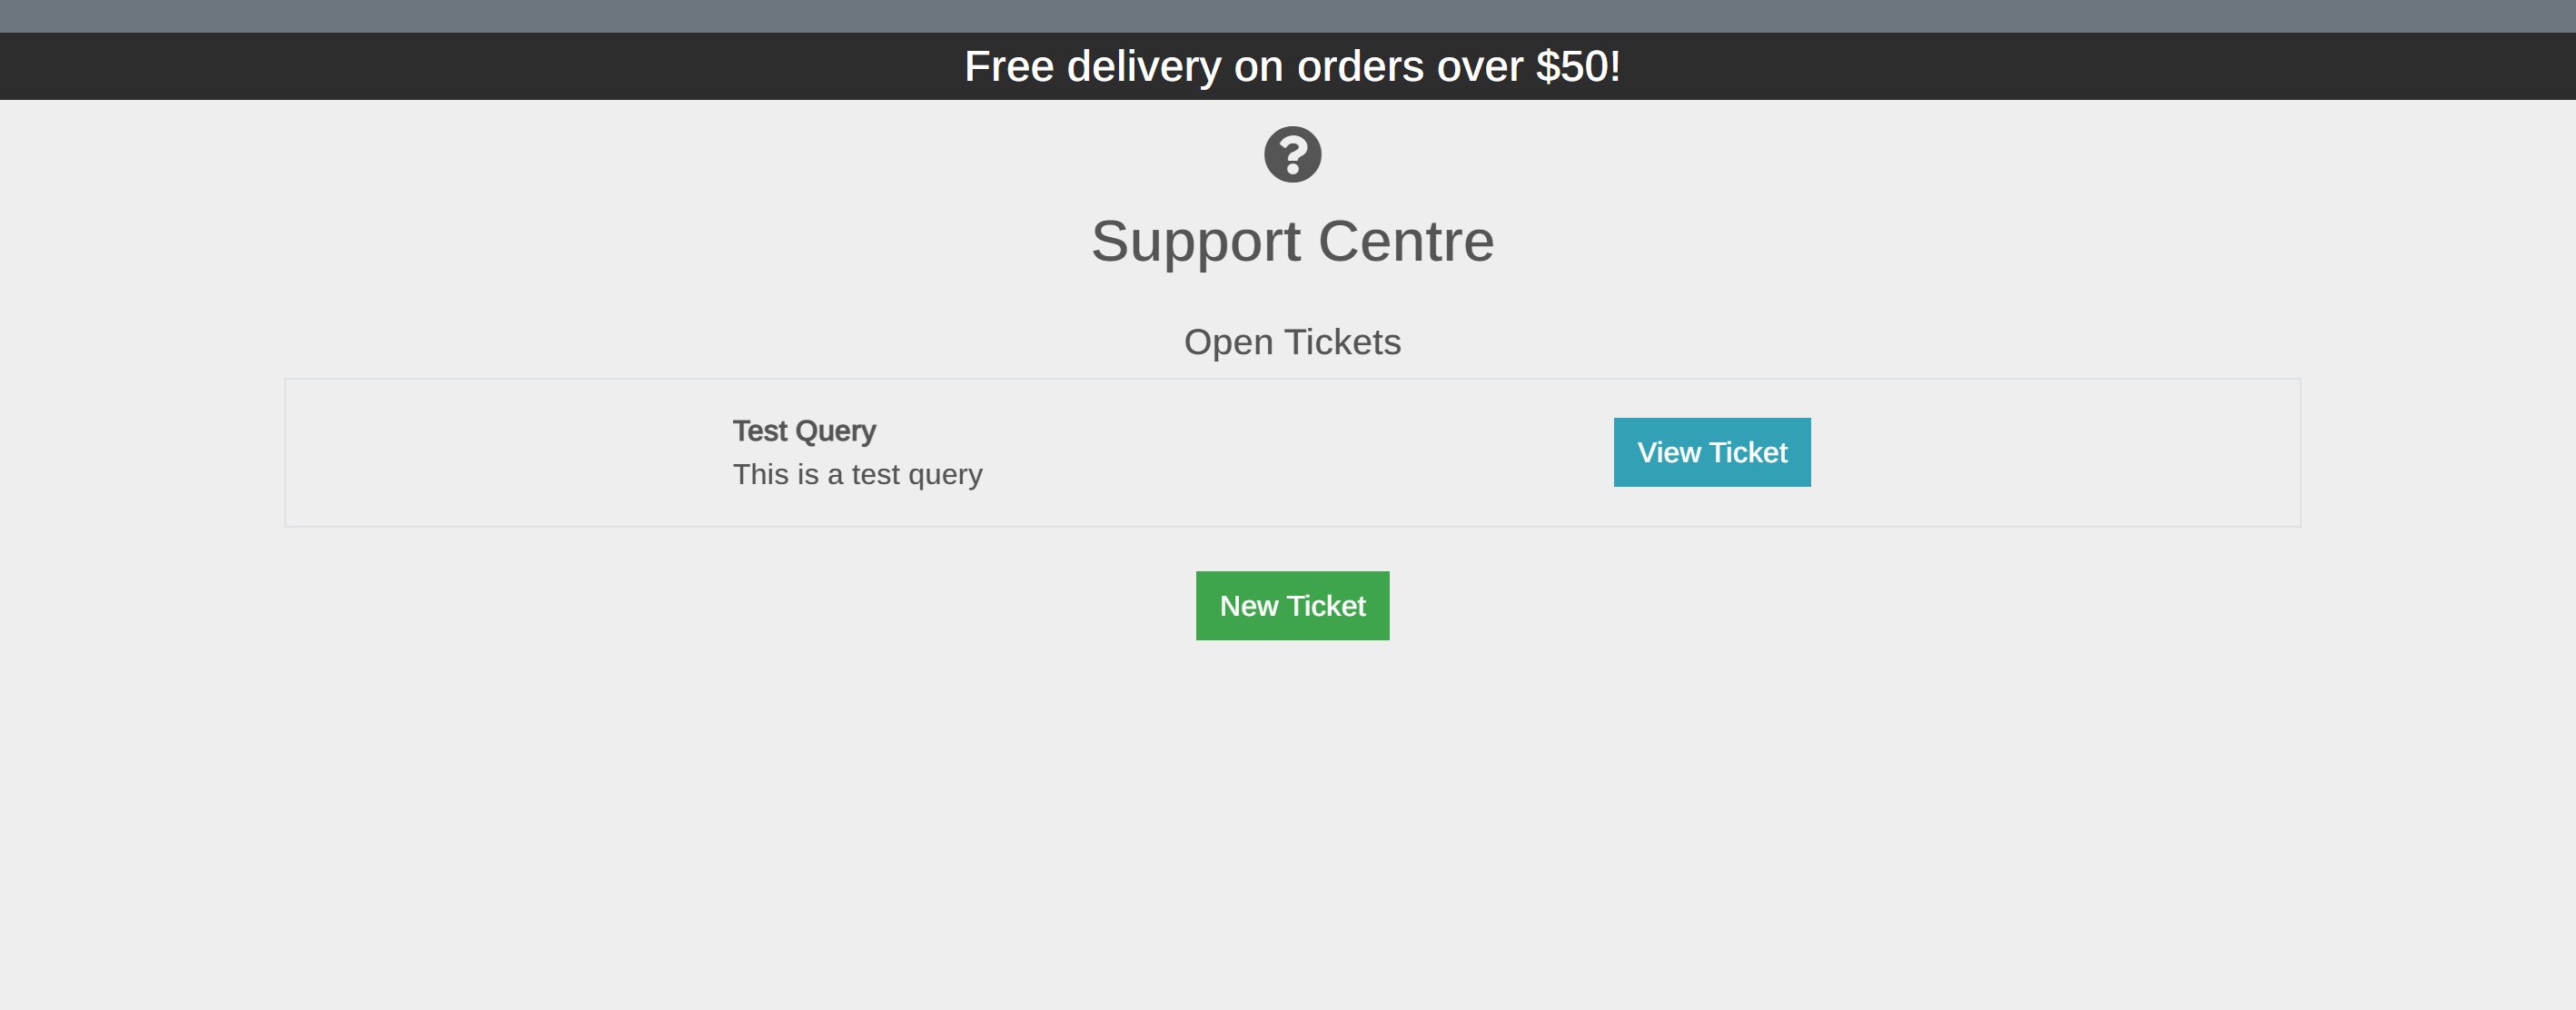 Free delivery on orders over $50!
Support Centre
Open Tickets
Test Query
This is a test query
View Ticket
New Ticket